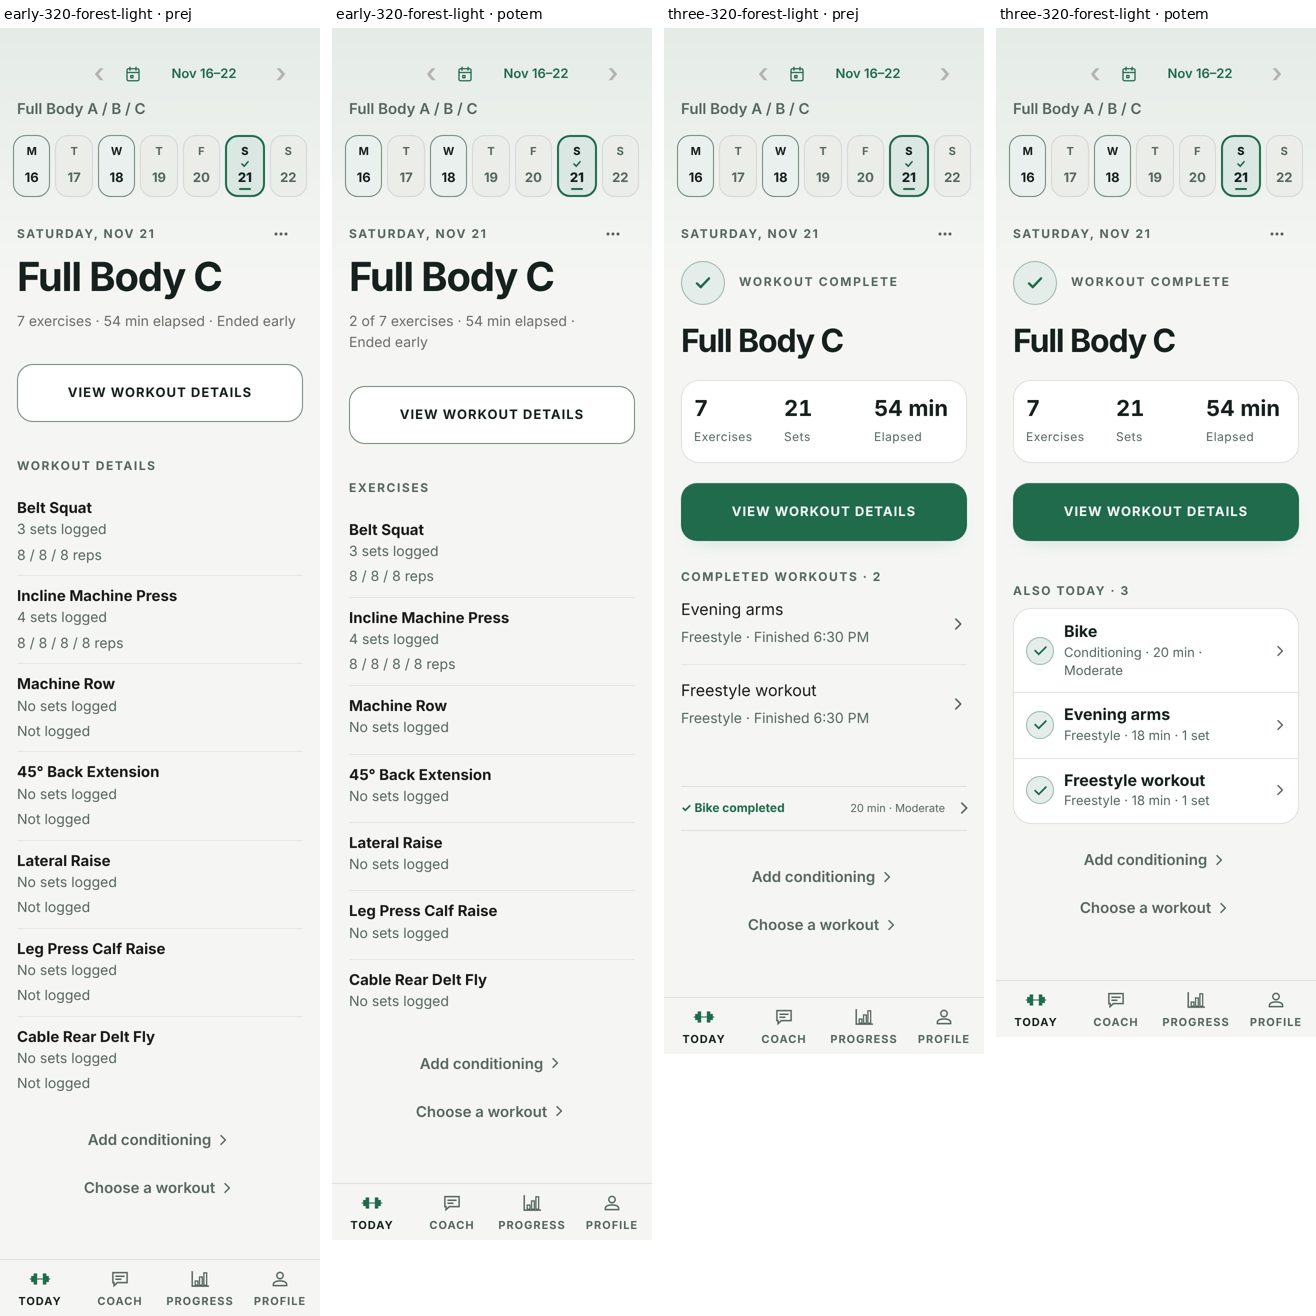 early-320-forest-light · prej
Nov 16–22
Full Body A / B / C
M T W T F S S
16 17 18 19 20 21 22
SATURDAY, NOV 21
Full Body C
7 exercises · 54 min elapsed · Ended early
VIEW WORKOUT DETAILS
WORKOUT DETAILS
Belt Squat
3 sets logged
8 / 8 / 8 reps
Incline Machine Press
4 sets logged
8 / 8 / 8 / 8 reps
Machine Row
No sets logged
Not logged
45° Back Extension
No sets logged
Not logged
Lateral Raise
No sets logged
Not logged
Leg Press Calf Raise
No sets logged
Not logged
Cable Rear Delt Fly
No sets logged
Not logged
Add conditioning
Choose a workout
TODAY COACH PROGRESS PROFILE
early-320-forest-light · potem
Nov 16–22
Full Body A / B / C
M T W T F S S
16 17 18 19 20 21 22
SATURDAY, NOV 21
Full Body C
2 of 7 exercises · 54 min elapsed ·
Ended early
VIEW WORKOUT DETAILS
EXERCISES
Belt Squat
3 sets logged
8 / 8 / 8 reps
Incline Machine Press
4 sets logged
8 / 8 / 8 / 8 reps
Machine Row
No sets logged
45° Back Extension
No sets logged
Lateral Raise
No sets logged
Leg Press Calf Raise
No sets logged
Cable Rear Delt Fly
No sets logged
Add conditioning
Choose a workout
TODAY COACH PROGRESS PROFILE
three-320-forest-light · prej
Nov 16–22
Full Body A / B / C
M T W T F S S
16 17 18 19 20 21 22
SATURDAY, NOV 21
WORKOUT COMPLETE
Full Body C
7 21 54 min
Exercises Sets Elapsed
VIEW WORKOUT DETAILS
COMPLETED WORKOUTS · 2
Evening arms
Freestyle · Finished 6:30 PM
Freestyle workout
Freestyle · Finished 6:30 PM
✓ Bike completed 20 min · Moderate
Add conditioning
Choose a workout
TODAY COACH PROGRESS PROFILE
three-320-forest-light · potem
Nov 16–22
Full Body A / B / C
M T W T F S S
16 17 18 19 20 21 22
SATURDAY, NOV 21
WORKOUT COMPLETE
Full Body C
7 21 54 min
Exercises Sets Elapsed
VIEW WORKOUT DETAILS
ALSO TODAY · 3
Bike
Conditioning · 20 min ·
Moderate
Evening arms
Freestyle · 18 min · 1 set
Freestyle workout
Freestyle · 18 min · 1 set
Add conditioning
Choose a workout
TODAY COACH PROGRESS PROFILE